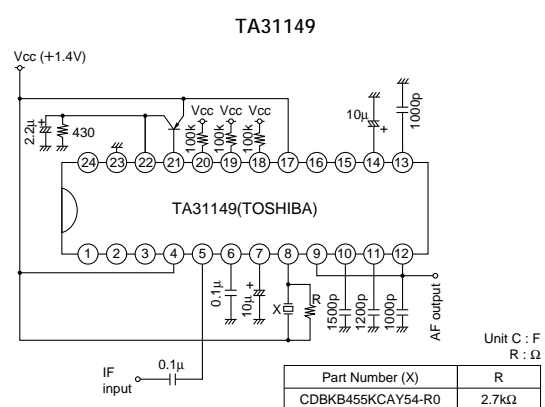 TA31149
Vcc (+1.4V)
2.2μ
+
430
Vcc Vcc Vcc
100k
100k
100k
10μ
+
1000p
24 23 22 21 20 19 18 17 16 15 14 13
TA31149(TOSHIBA)
1 2 3 4 5 6 7 8 9 10 11 12
0.1μ
10μ +
X
R
1500p
1200p
1000p
AF output
IF
input
0.1μ
Unit C : F
R : Ω
Part Number (X) R
CDBKB455KCAY54-R0 2.7kΩ